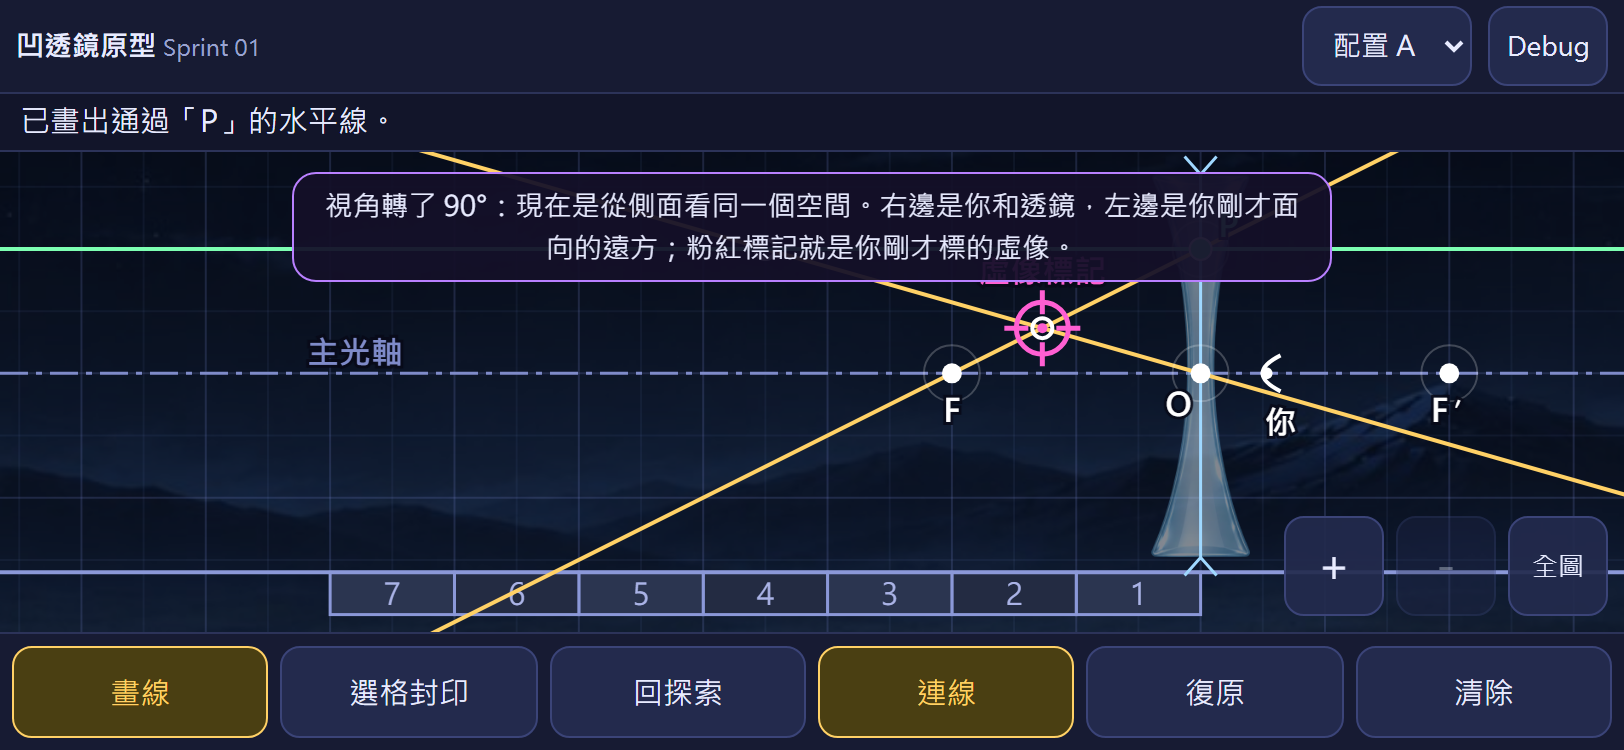 凹透鏡原型 Sprint 01
配置 A
Debug
已畫出通過「P」的水平線。
視角轉了 90°：現在是從側面看同一個空間。右邊是你和透鏡，左邊是你剛才面
向的遠方；粉紅標記就是你剛才標的虛像。
虛像標記
主光軸
F
O
你
F′
7 6 5 4 3 2 1
+
-
全圖
畫線
選格封印
回探索
連線
復原
清除